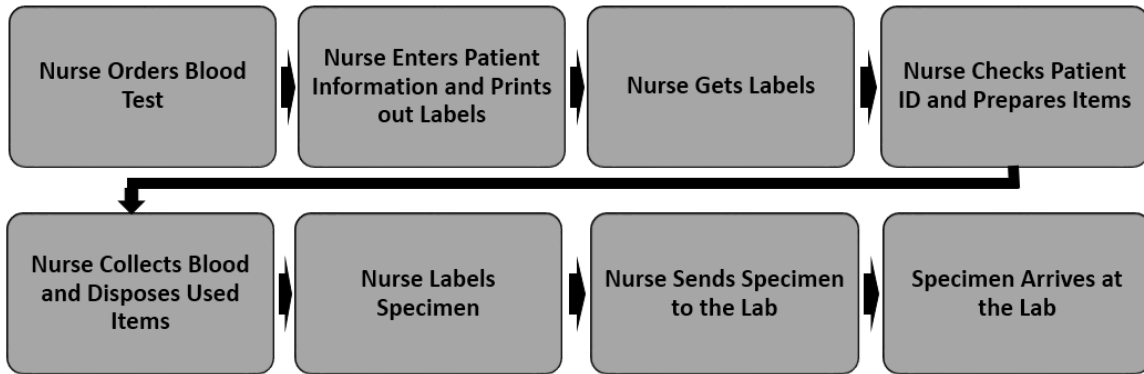 Nurse Orders Blood
Test
Nurse Enters Patient
Information and Prints
out Labels
Nurse Gets Labels
Nurse Checks Patient
ID and Prepares Items
Nurse Collects Blood
and Disposes Used
Items
Nurse Labels
Specimen
Nurse Sends Specimen
to the Lab
Specimen Arrives at
the Lab